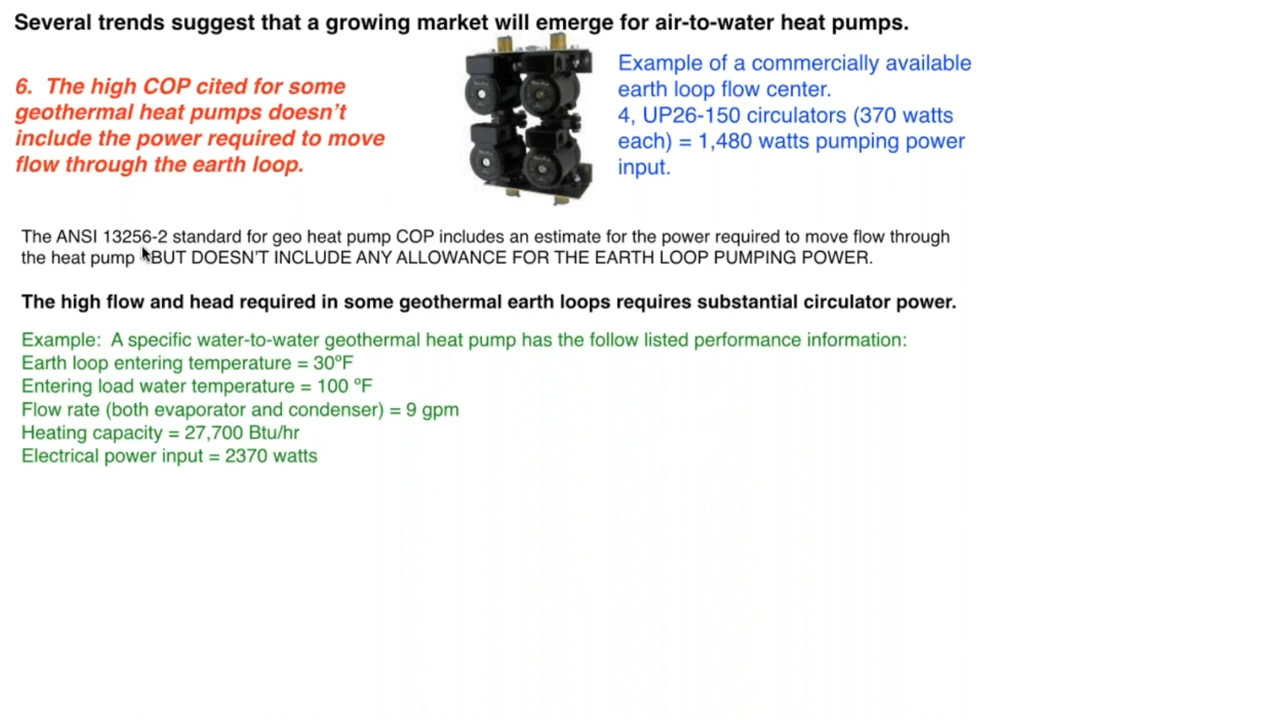 Several trends suggest that a growing market will emerge for air-to-water heat pumps.
6. The high COP cited for some
geothermal heat pumps doesn't
include the power required to move
flow through the earth loop.
Example of a commercially available
earth loop flow center.
4, UP26-150 circulators (370 watts
each) = 1,480 watts pumping power
input.
The ANSI 13256-2 standard for geo heat pump COP includes an estimate for the power required to move flow through
the heat pump BUT DOESN'T INCLUDE ANY ALLOWANCE FOR THE EARTH LOOP PUMPING POWER.
The high flow and head required in some geothermal earth loops requires substantial circulator power.
Example: A specific water-to-water geothermal heat pump has the follow listed performance information:
Earth loop entering temperature = 30ºF
Entering load water temperature = 100 ºF
Flow rate (both evaporator and condenser) = 9 gpm
Heating capacity = 27,700 Btu/hr
Electrical power input = 2370 watts